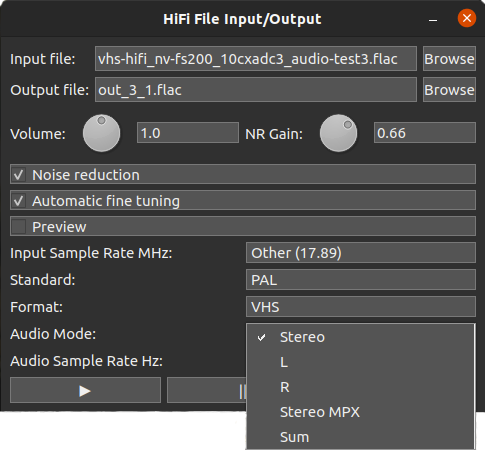 HiFi File Input/Output
Input file: vhs-hifi_nv-fs200_10cxadc3_audio-test3.flac Browse
Output file: out_3_1.flac Browse
Volume: 1.0 NR Gain: 0.66
Noise reduction
Automatic fine tuning
Preview
Input Sample Rate MHz: Other (17.89)
Standard: PAL
Format: VHS
Audio Mode: Stereo
L
Audio Sample Rate Hz:
R
Stereo MPX
Sum